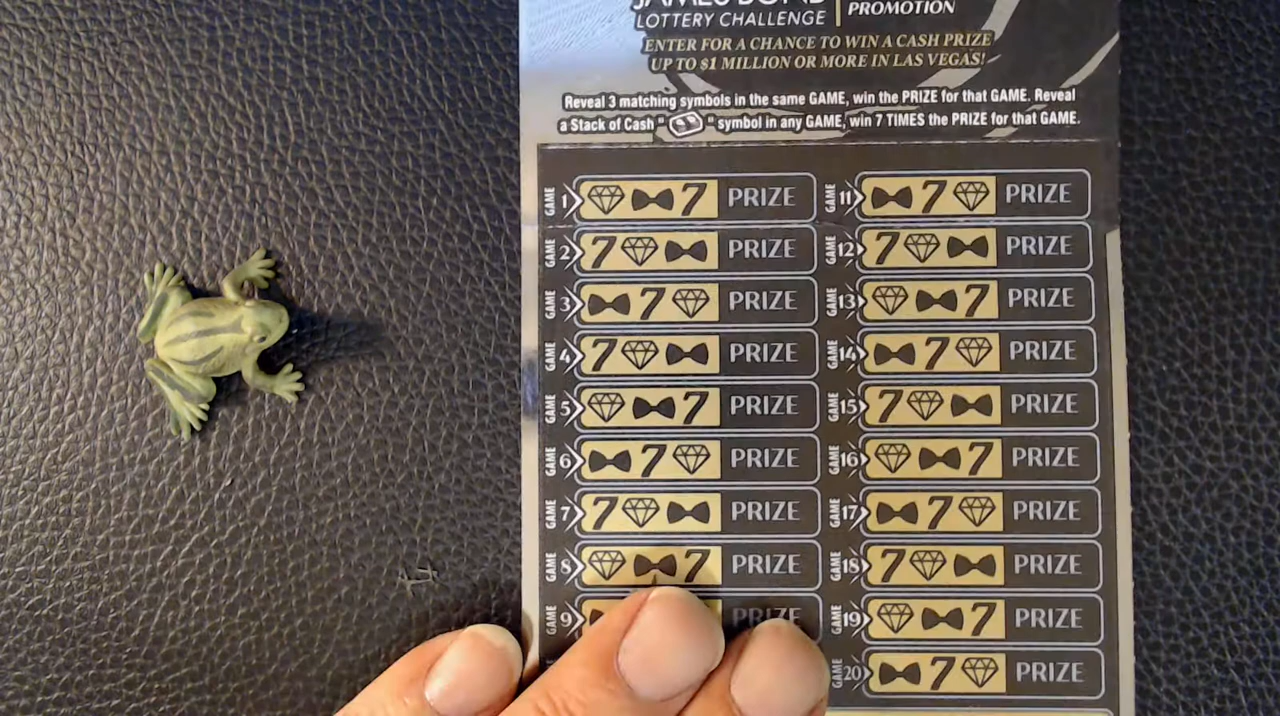 JAMES BOND
LOTTERY CHALLENGE
PROMOTION
ENTER FOR A CHANCE TO WIN A CASH PRIZE
UP TO $1 MILLION OR MORE IN LAS VEGAS!
Reveal 3 matching symbols in the same GAME, win the PRIZE for that GAME. Reveal
a Stack of Cash " " symbol in any GAME, win 7 TIMES the PRIZE for that GAME.
GAME 1 7 PRIZE
GAME 2 7 PRIZE
GAME 3 7 PRIZE
GAME 4 7 PRIZE
GAME 5 7 PRIZE
GAME 6 7 PRIZE
GAME 7 7 PRIZE
GAME 8 7 PRIZE
GAME 9 PRIZE
GAME 11 7 PRIZE
GAME 12 7 PRIZE
GAME 13 7 PRIZE
GAME 14 7 PRIZE
GAME 15 7 PRIZE
GAME 16 7 PRIZE
GAME 17 7 PRIZE
GAME 18 7 PRIZE
GAME 19 7 PRIZE
GAME 20 7 PRIZE